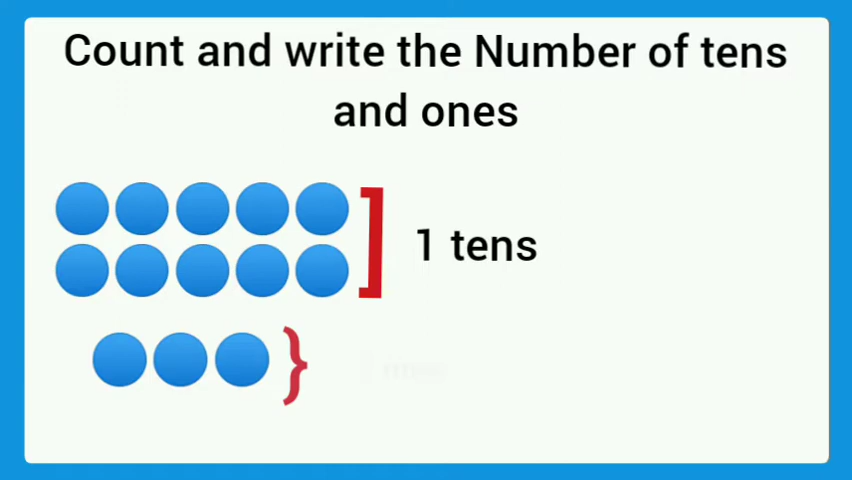 Count and write the Number of tens
and ones
1 tens